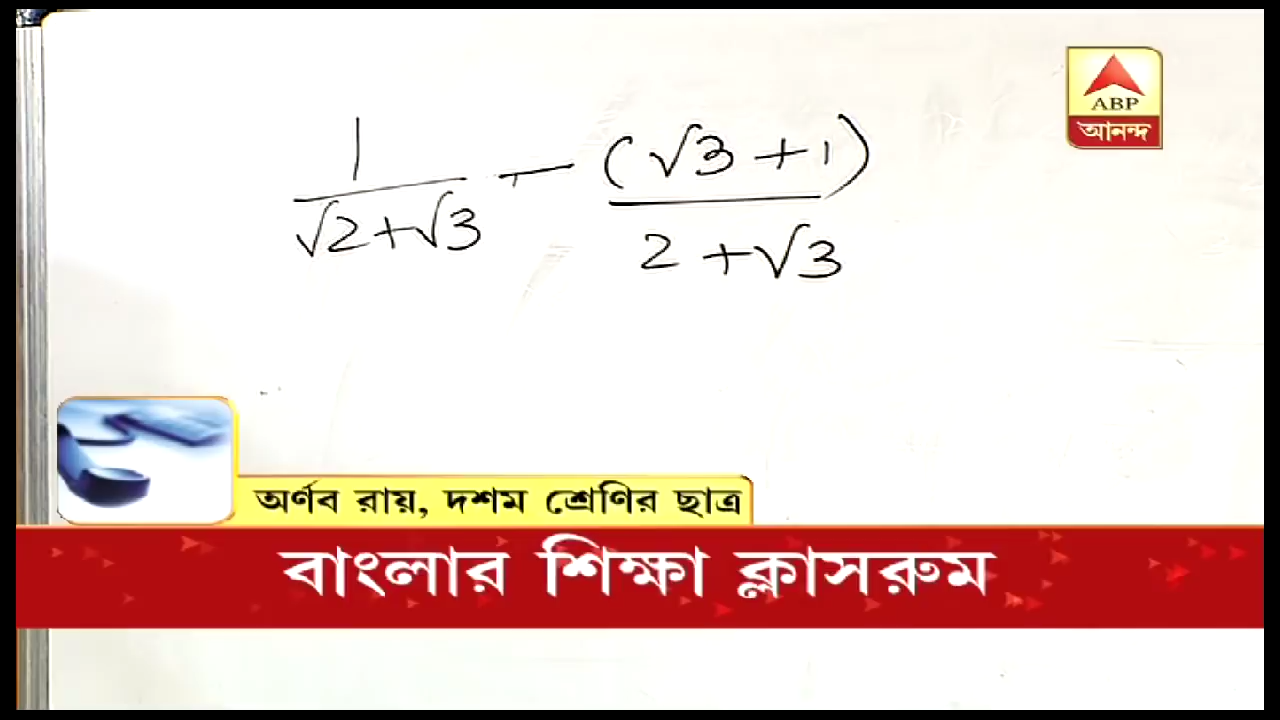 ABP
আনন্দ
1/(√2+√3) - (√3+1)/(2+√3)
অর্ণব রায়, দশম শ্রেণির ছাত্র
বাংলার শিক্ষা ক্লাসরুম